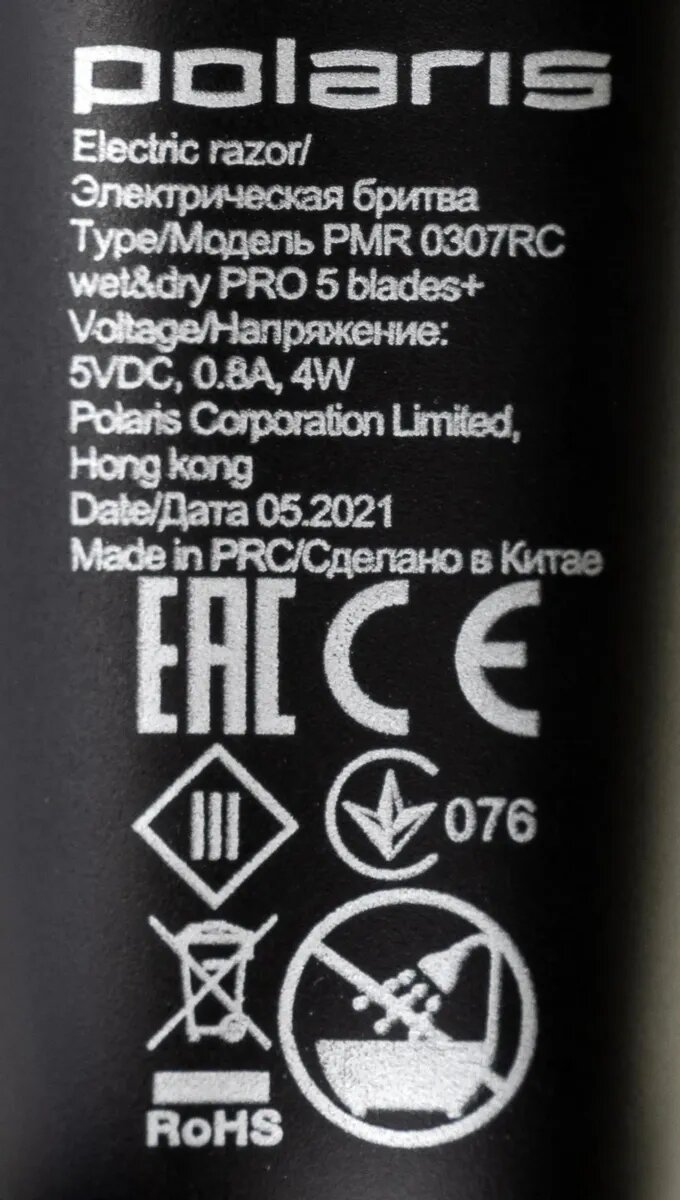 polaris
Electric razor/
Электрическая бритва
Type/Модель PMR 0307RC
wet&dry PRO 5 blades+
Voltage/Напряжение:
5VDC, 0.8A, 4W
Polaris Corporation Limited,
Hong kong
Date/Дата 05.2021
Made in PRC/Сделано в Китае
EAC CE
III 076
RoHS